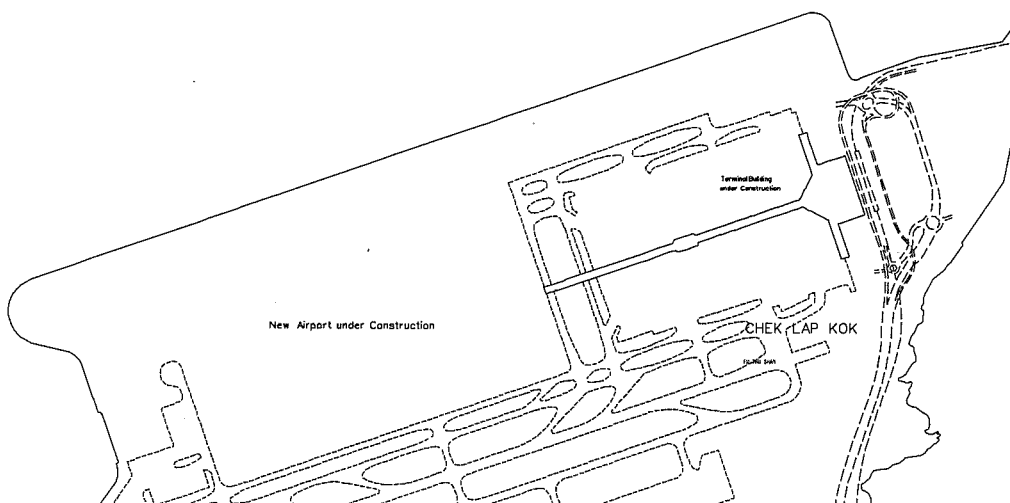 Terminal Building
under Construction
New Airport under Construction
CHEK LAP KOK